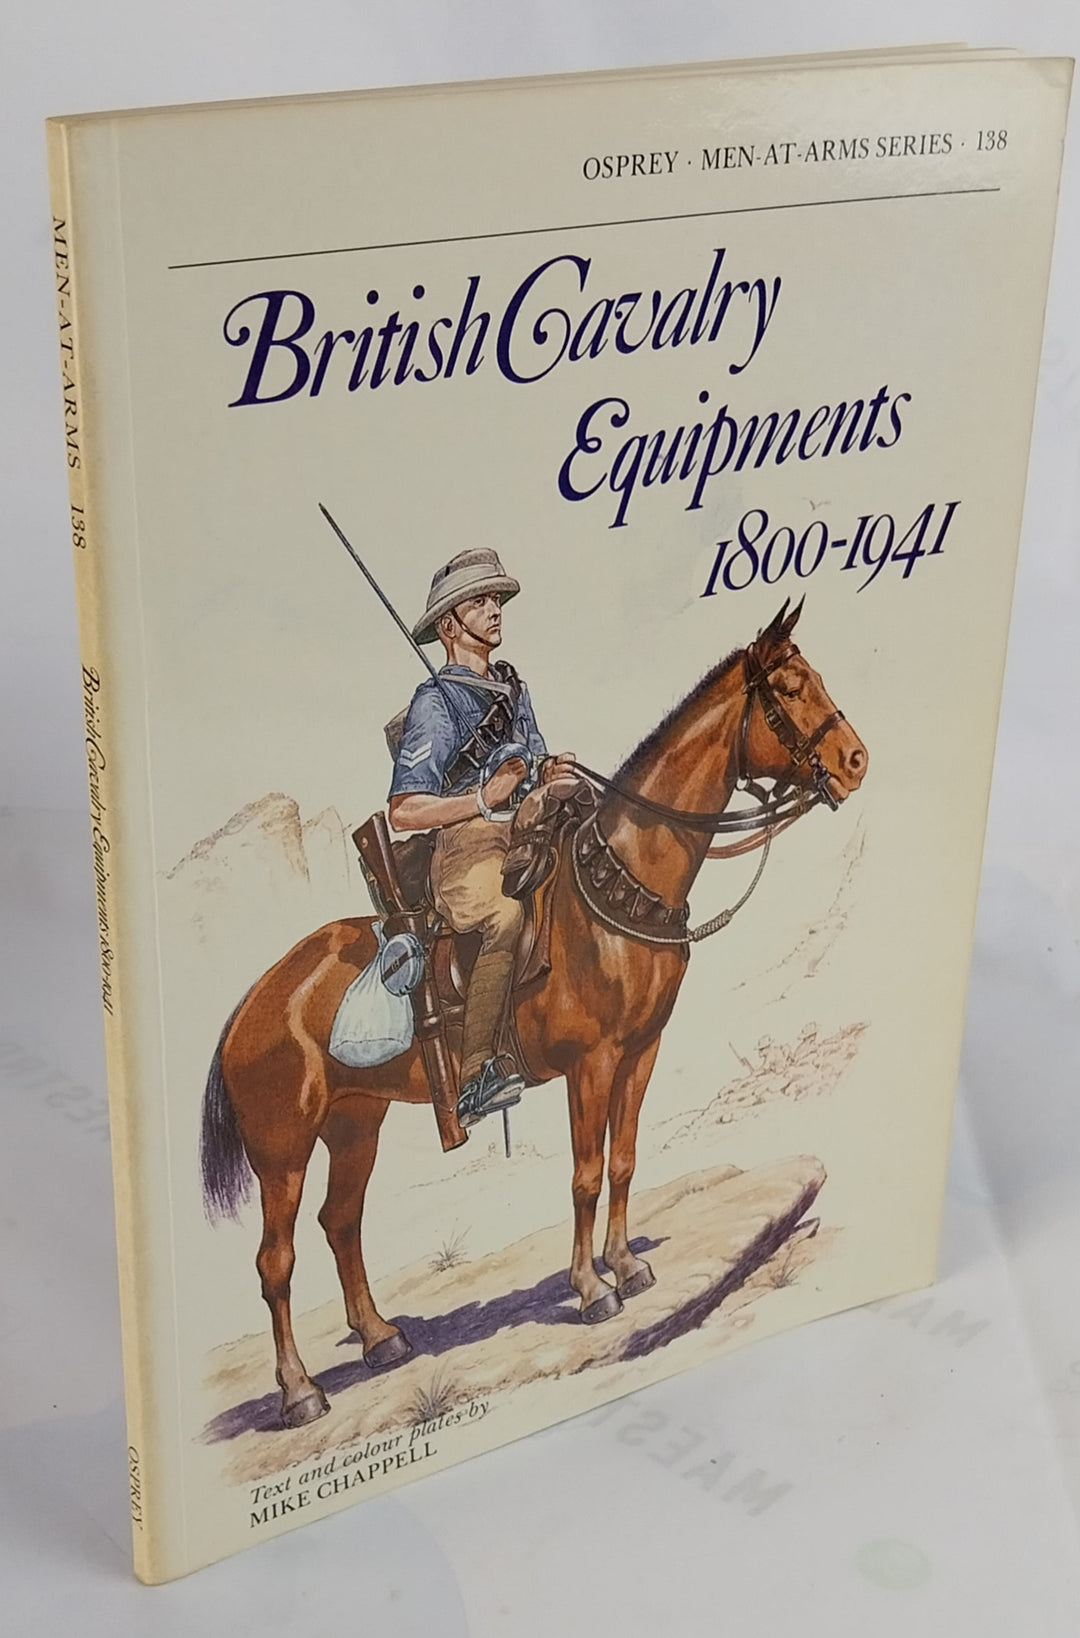 OSPREY · MEN-AT-ARMS SERIES · 138
British Cavalry
Equipments
1800-1941
Text and colour plates by
MIKE CHAPPELL
MEN-AT-ARMS 138
British Cavalry Equipments 1800-1941
OSPREY